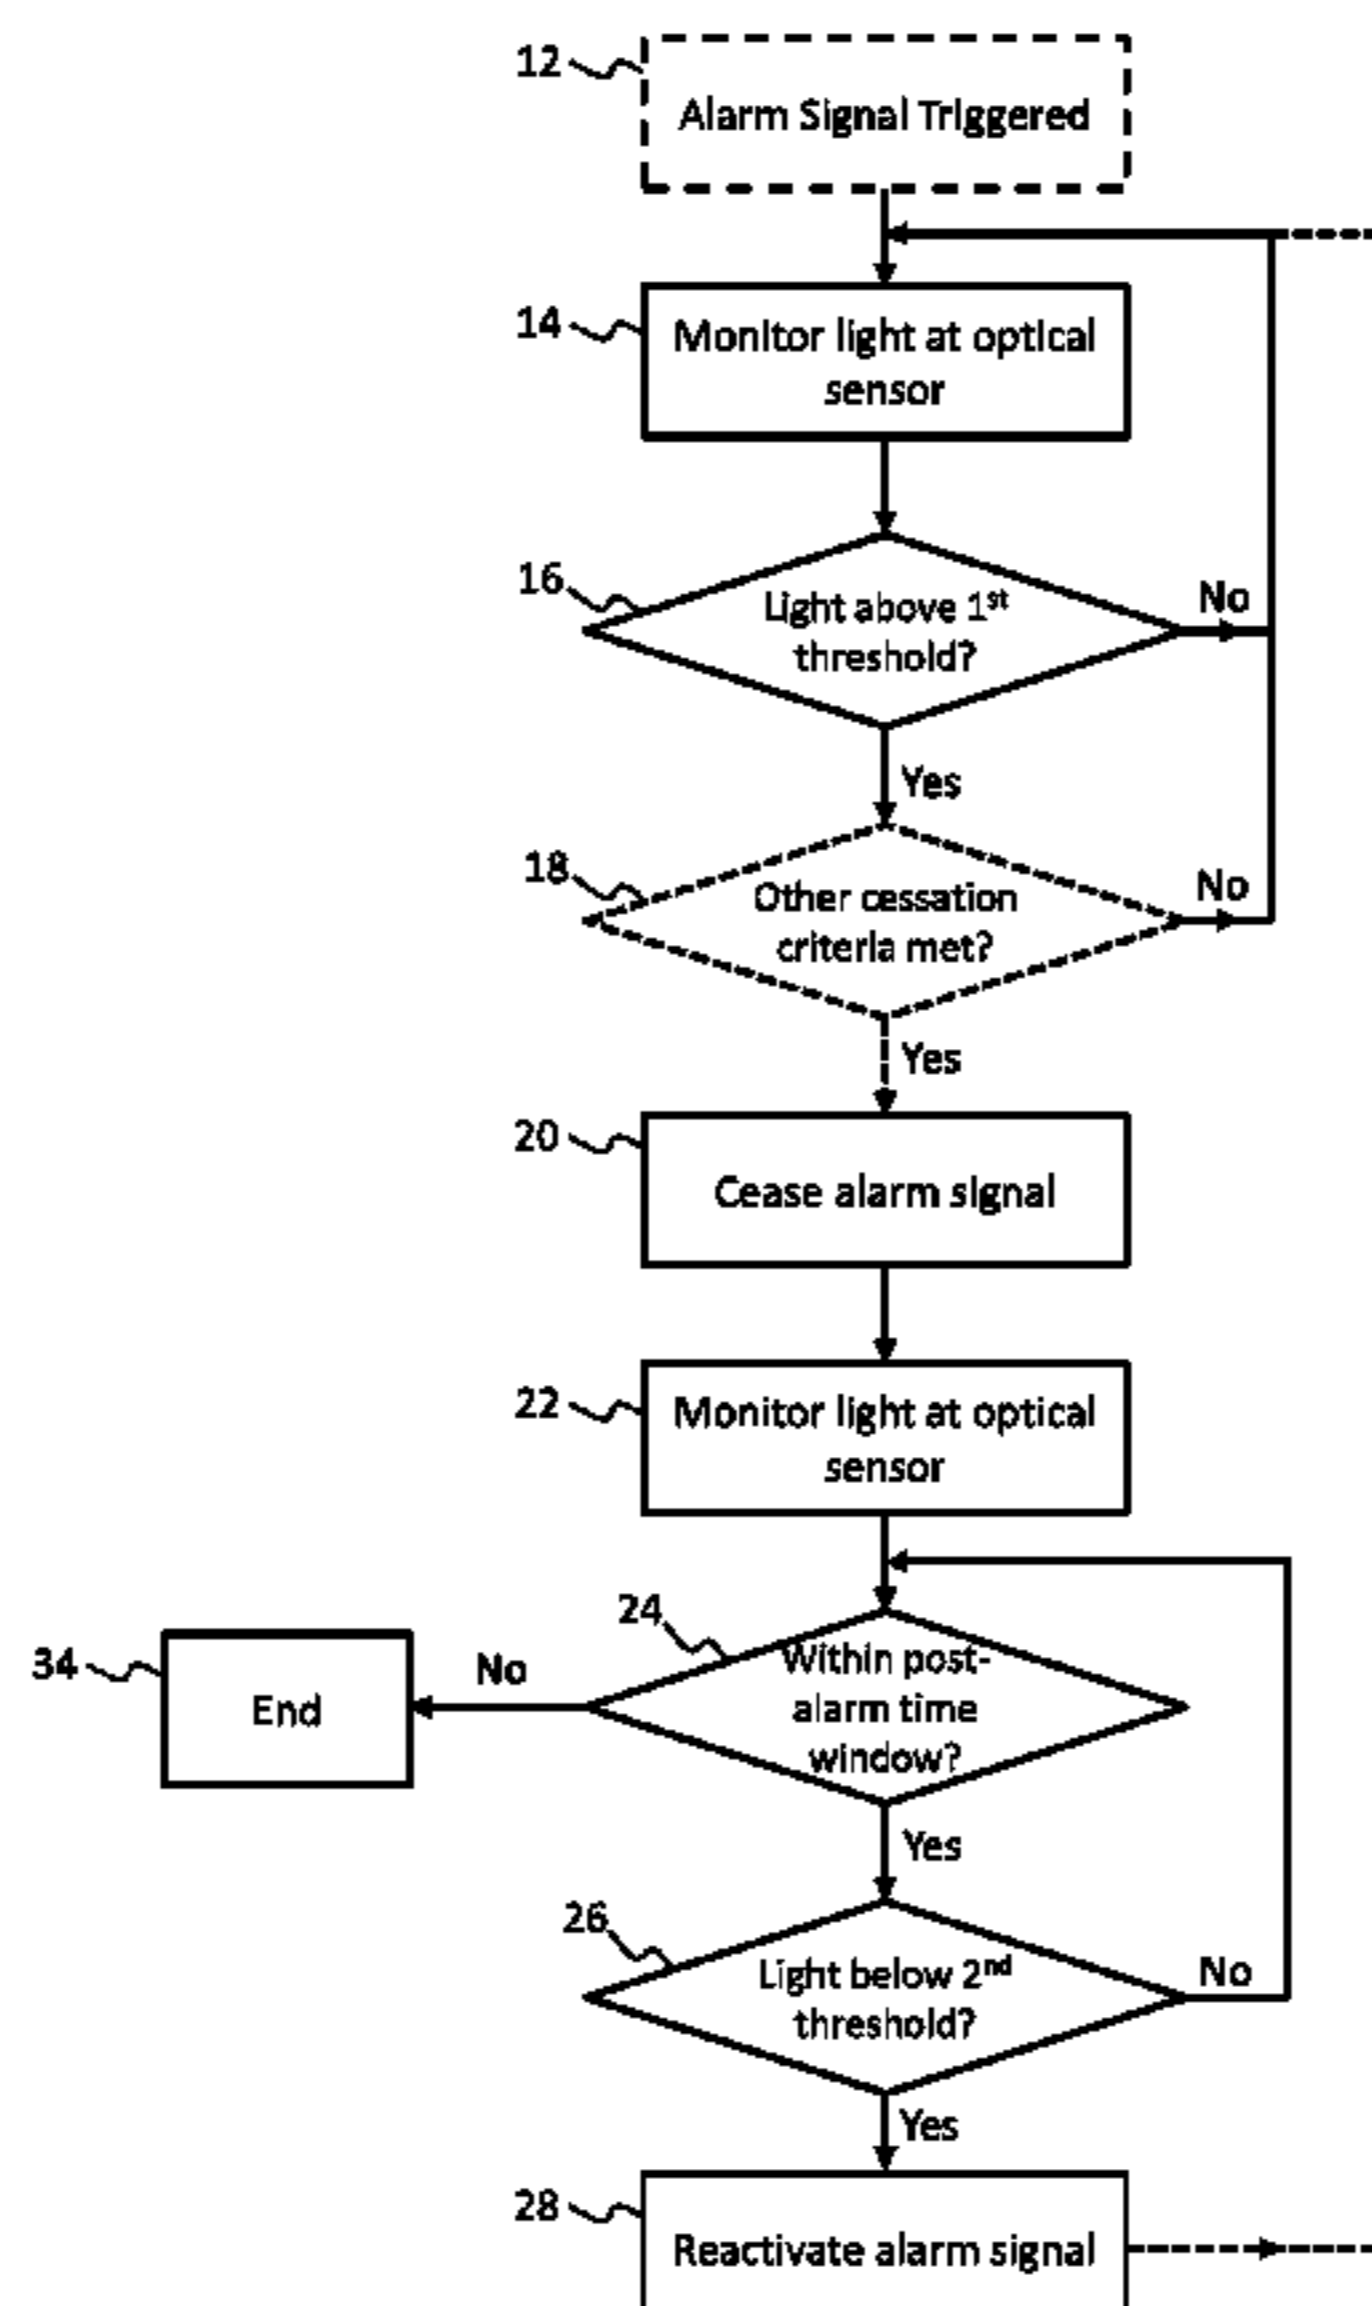 12
Alarm Signal Triggered
14
Monitor light at optical
sensor
16
Light above 1st
threshold?
No
Yes
18
Other cessation
criteria met?
No
Yes
20
Cease alarm signal
22
Monitor light at optical
sensor
24
Within post-
alarm time
window?
No
34
End
Yes
26
Light below 2nd
threshold?
No
Yes
28
Reactivate alarm signal